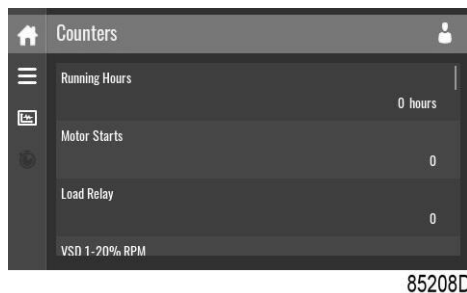 Counters
Running Hours
0 hours
Motor Starts
0
Load Relay
0
VSD 1-20% RPM
85208D